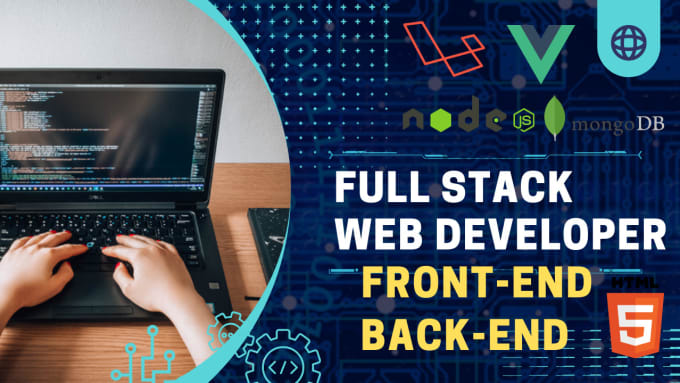 node JS
mongoDB
FULL STACK
WEB DEVELOPER
FRONT-END
HTML
5
BACK-END
</>